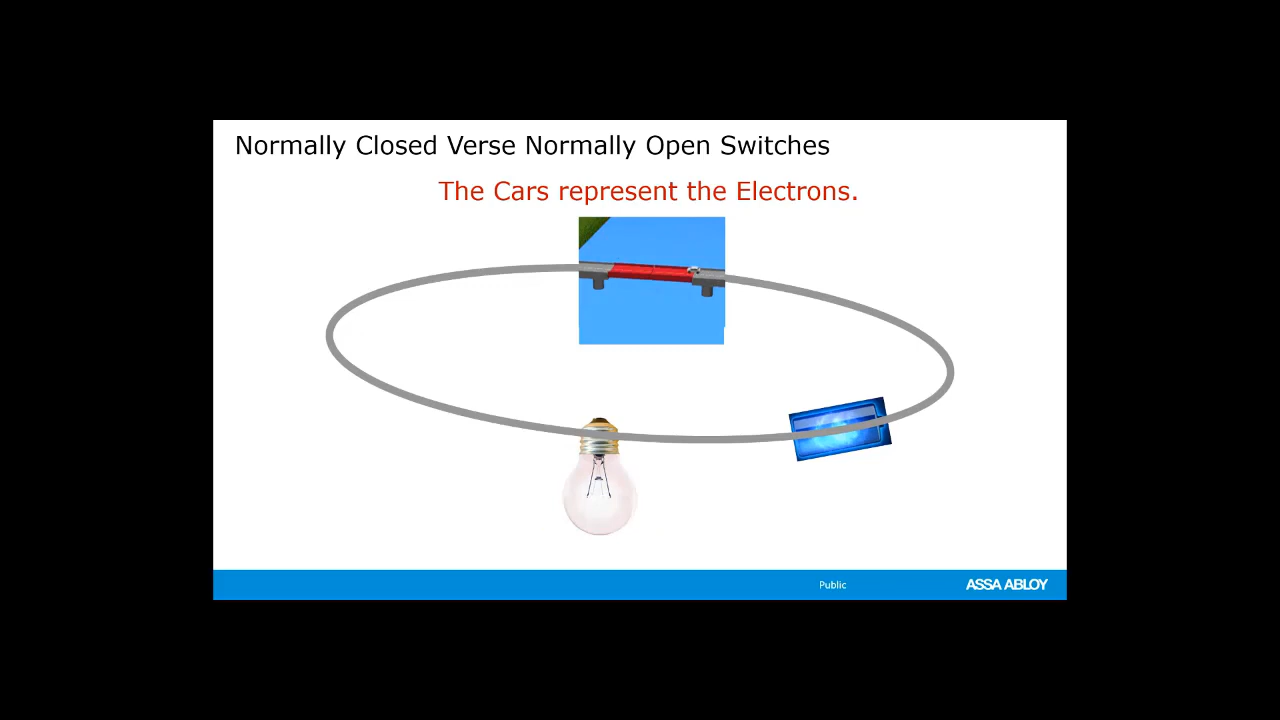 Normally Closed Verse Normally Open Switches
The Cars represent the Electrons.
Public
ASSA ABLOY